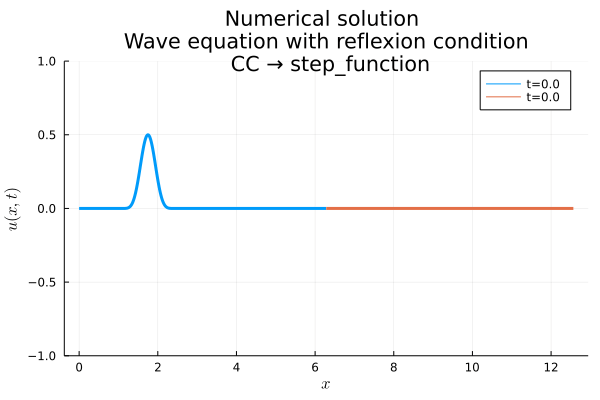 Numerical solution
Wave equation with reflexion condition
CC → step_function
t=0.0
t=0.0
1.0
0.5
0.0
−0.5
−1.0
u(x, t)
0 2 4 6 8 10 12
x